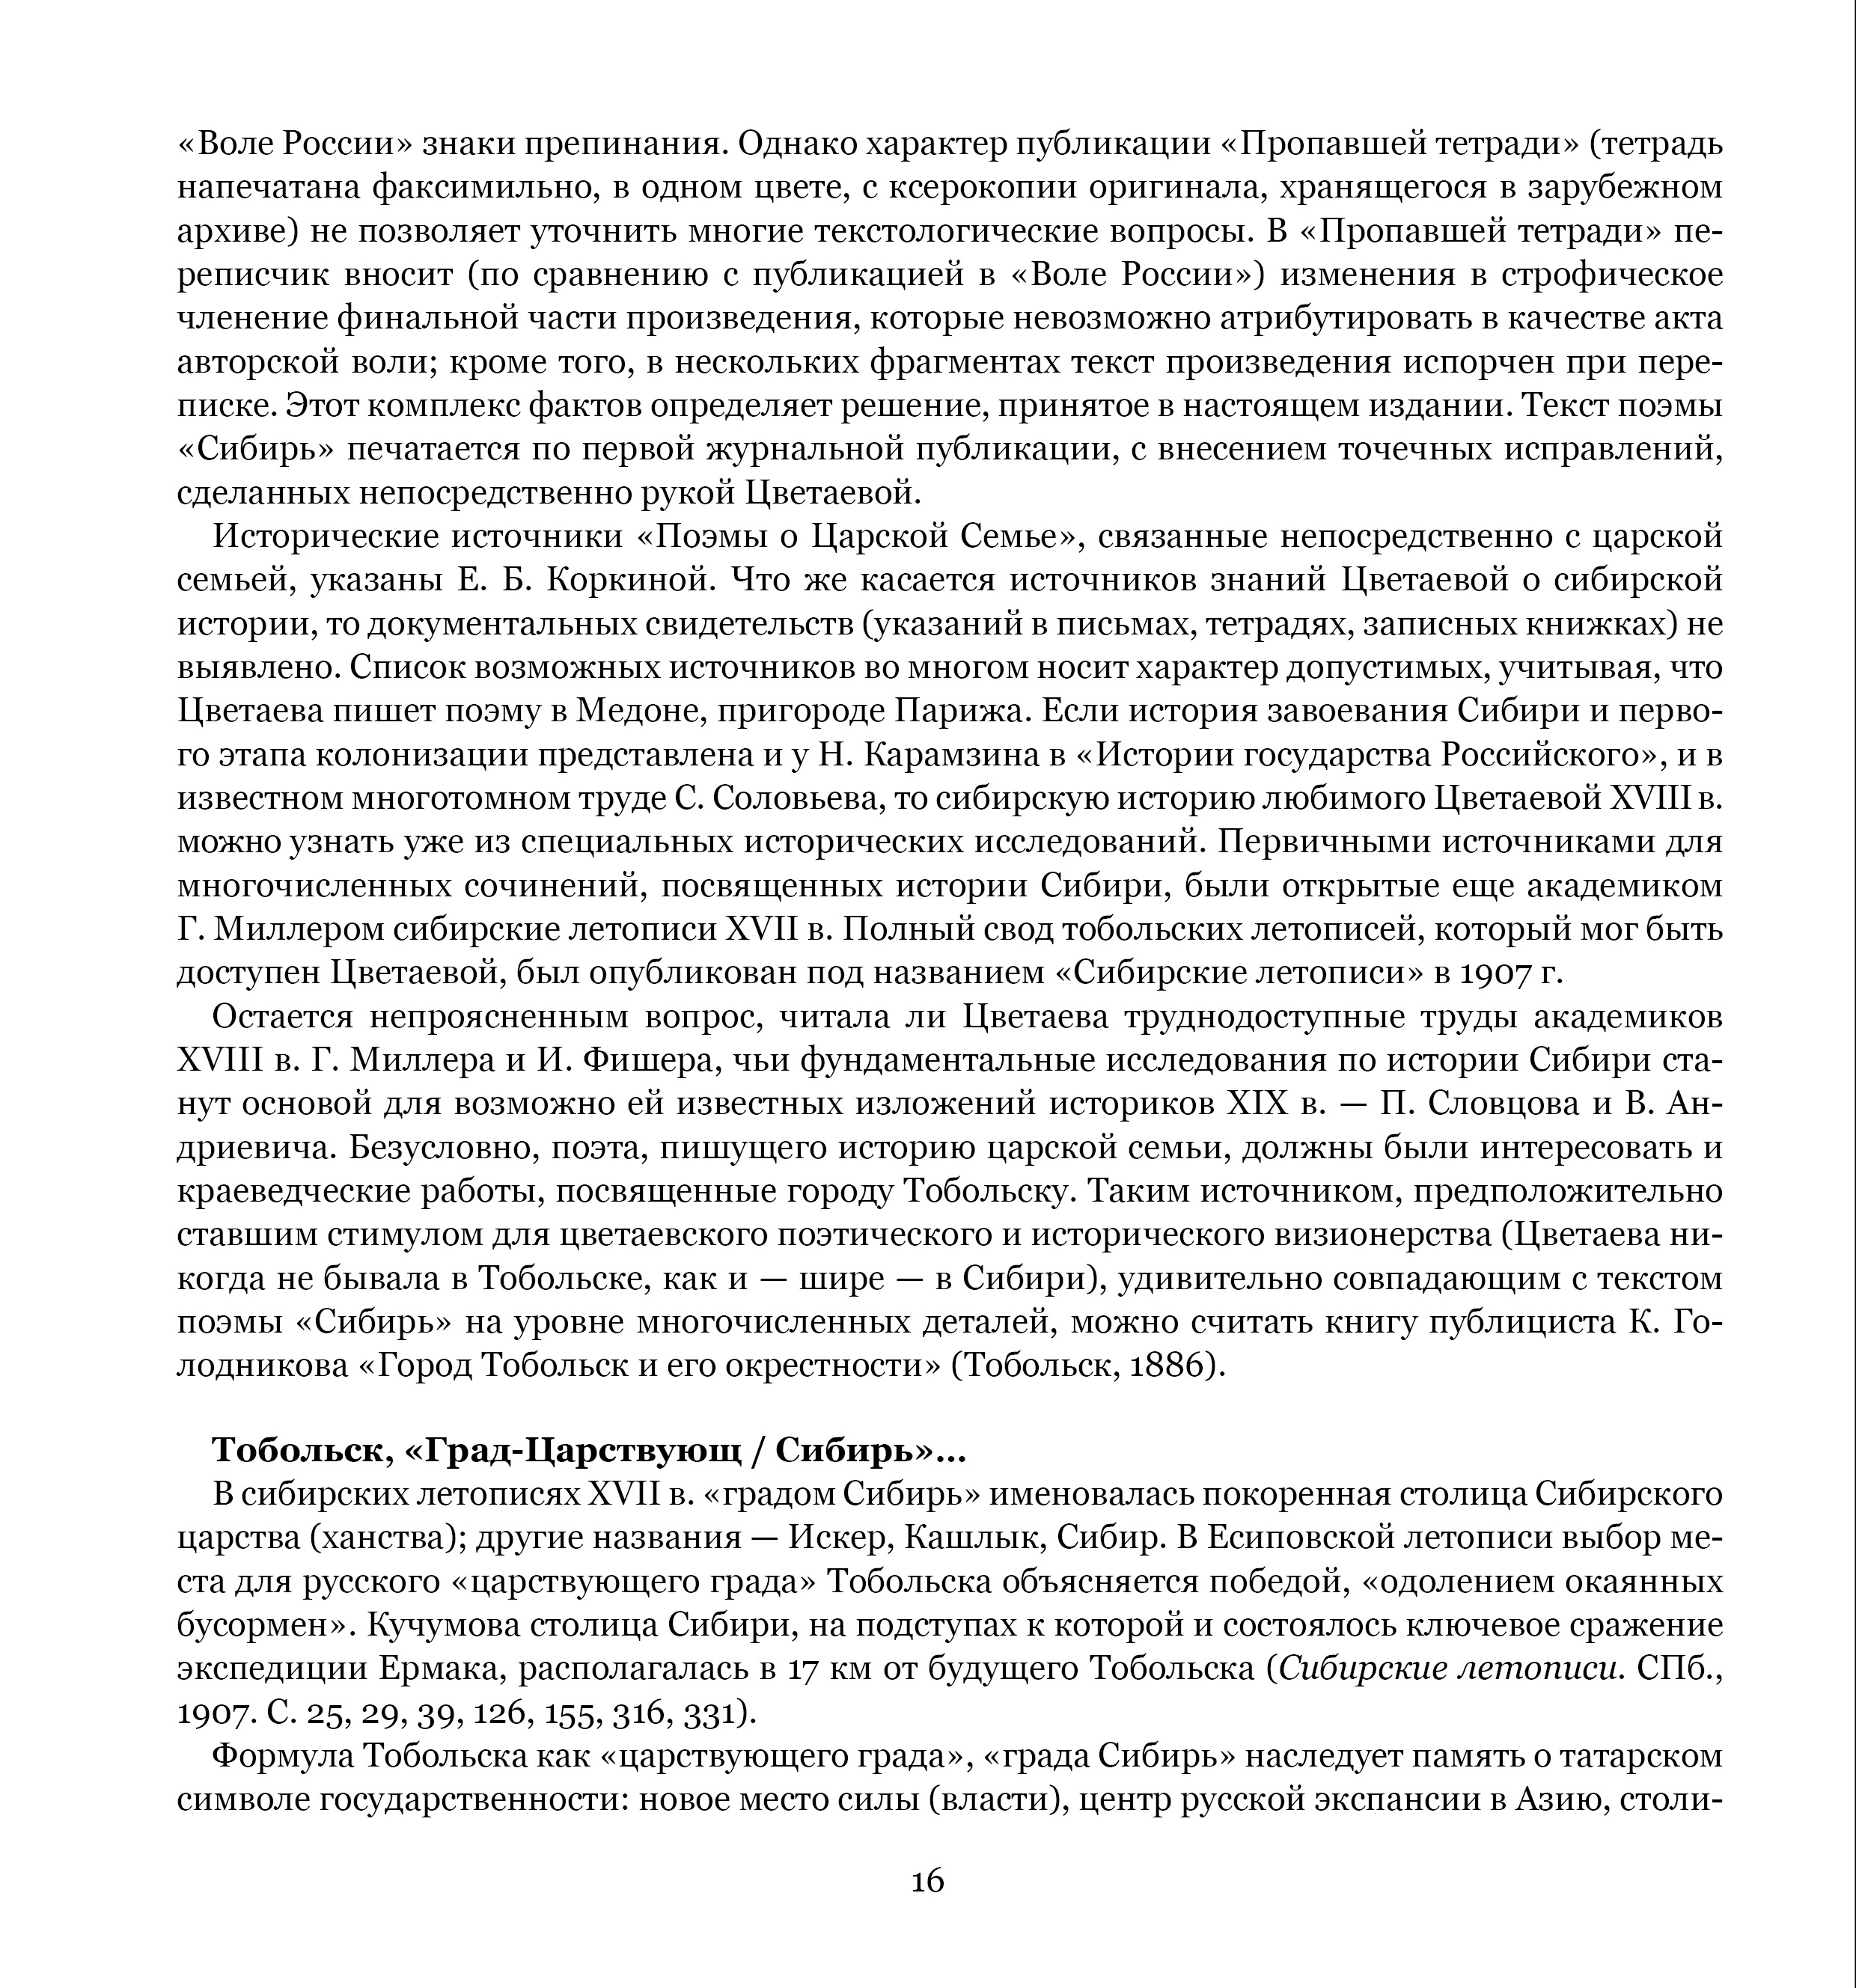 «Воле России» знаки препинания. Однако характер публикации «Пропавшей тетради» (тетрадь
напечатана факсимильно, в одном цвете, с ксерокопии оригинала, хранящегося в зарубежном
архиве) не позволяет уточнить многие текстологические вопросы. В «Пропавшей тетради» пе-
реписчик вносит (по сравнению с публикацией в «Воле России») изменения в строфическое
членение финальной части произведения, которые невозможно атрибутировать в качестве акта
авторской воли; кроме того, в нескольких фрагментах текст произведения испорчен при пере-
писке. Этот комплекс фактов определяет решение, принятое в настоящем издании. Текст поэмы
«Сибирь» печатается по первой журнальной публикации, с внесением точечных исправлений,
сделанных непосредственно рукой Цветаевой.
Исторические источники «Поэмы о Царской Семье», связанные непосредственно с царской
семьей, указаны Е. Б. Коркиной. Что же касается источников знаний Цветаевой о сибирской
истории, то документальных свидетельств (указаний в письмах, тетрадях, записных книжках) не
выявлено. Список возможных источников во многом носит характер допустимых, учитывая, что
Цветаева пишет поэму в Медоне, пригороде Парижа. Если история завоевания Сибири и перво-
го этапа колонизации представлена и у Н. Карамзина в «Истории государства Российского», и в
известном многотомном труде С. Соловьева, то сибирскую историю любимого Цветаевой XVIII в.
можно узнать уже из специальных исторических исследований. Первичными источниками для
многочисленных сочинений, посвященных истории Сибири, были открытые еще академиком
Г. Миллером сибирские летописи XVII в. Полный свод тобольских летописей, который мог быть
доступен Цветаевой, был опубликован под названием «Сибирские летописи» в 1907 г.
Остается непроясненным вопрос, читала ли Цветаева труднодоступные труды академиков
XVIII в. Г. Миллера и И. Фишера, чьи фундаментальные исследования по истории Сибири ста-
нут основой для возможно ей известных изложений историков XIX в. — П. Словцова и В. Ан-
дриевича. Безусловно, поэта, пишущего историю царской семьи, должны были интересовать и
краеведческие работы, посвященные городу Тобольску. Таким источником, предположительно
ставшим стимулом для цветаевского поэтического и исторического визионерства (Цветаева ни-
когда не бывала в Тобольске, как и — шире — в Сибири), удивительно совпадающим с текстом
поэмы «Сибирь» на уровне многочисленных деталей, можно считать книгу публициста К. Го-
лодникова «Город Тобольск и его окрестности» (Тобольск, 1886).
Тобольск, «Град-Царствующ / Сибирь»...
В сибирских летописях XVII в. «градом Сибирь» именовалась покоренная столица Сибирского
царства (ханства); другие названия — Искер, Кашлык, Сибир. В Есиповской летописи выбор ме-
ста для русского «царствующего града» Тобольска объясняется победой, «одолением окаянных
бусормен». Кучумова столица Сибири, на подступах к которой и состоялось ключевое сражение
экспедиции Ермака, располагалась в 17 км от будущего Тобольска (Сибирские летописи. СПб.,
1907. С. 25, 29, 39, 126, 155, 316, 331).
Формула Тобольска как «царствующего града», «града Сибирь» наследует память о татарском
символе государственности: новое место силы (власти), центр русской экспансии в Азию, столи-
16